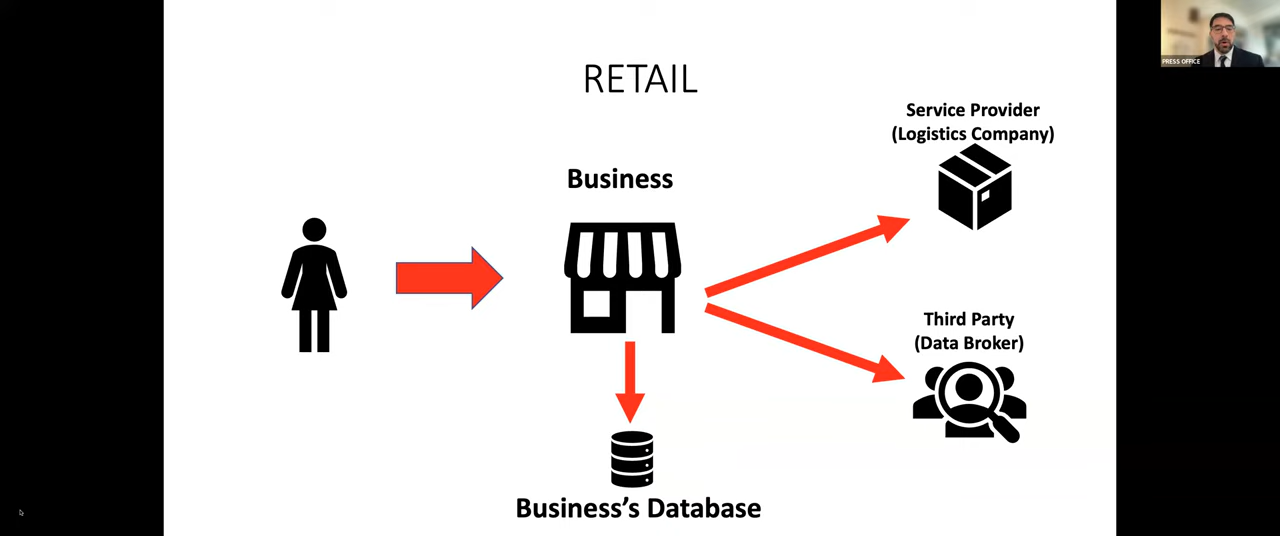 RETAIL
PRESS OFFICE
Service Provider
(Logistics Company)
Business
Third Party
(Data Broker)
Business’s Database